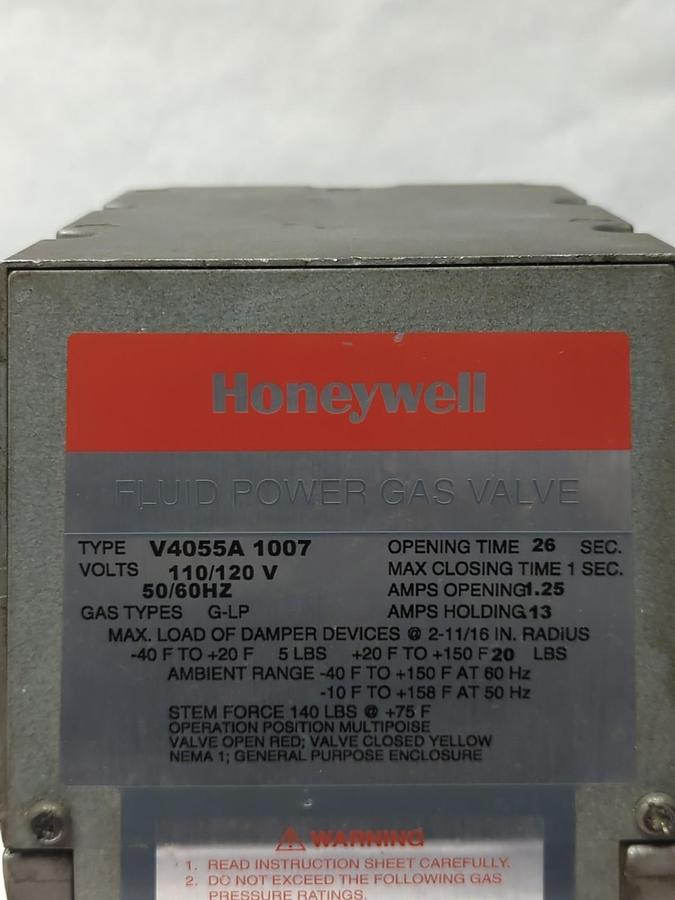 Honeywell
FLUID POWER GAS VALVE
TYPE V4055A 1007 OPENING TIME 26 SEC.
VOLTS 110/120 V MAX CLOSING TIME 1 SEC.
50/60HZ AMPS OPENING 1.25
GAS TYPES G-LP AMPS HOLDING .13
MAX. LOAD OF DAMPER DEVICES @ 2-11/16 IN. RADIUS
-40 F TO +20 F 5 LBS +20 F TO +150 F 20 LBS
AMBIENT RANGE -40 F TO +150 F AT 60 Hz
-10 F TO +158 F AT 50 Hz
STEM FORCE 140 LBS @ +75 F
OPERATION POSITION MULTIPOISE
VALVE OPEN RED; VALVE CLOSED YELLOW
NEMA 1; GENERAL PURPOSE ENCLOSURE
WARNING
1. READ INSTRUCTION SHEET CAREFULLY.
2. DO NOT EXCEED THE FOLLOWING GAS
PRESSURE RATINGS.